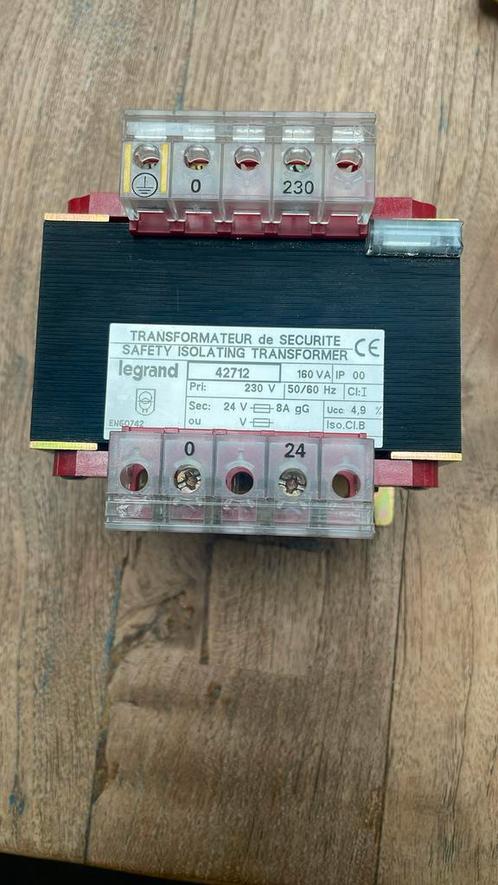 0 230
TRANSFORMATEUR de SECURITE
SAFETY ISOLATING TRANSFORMER CE
legrand 42712 160 VA IP 00
Pri: 230 V 50/60 Hz Cl:I
Sec: 24 V 8A gG Ucc 4,9 %
EN60742 ou V Iso.Cl.B
0 24